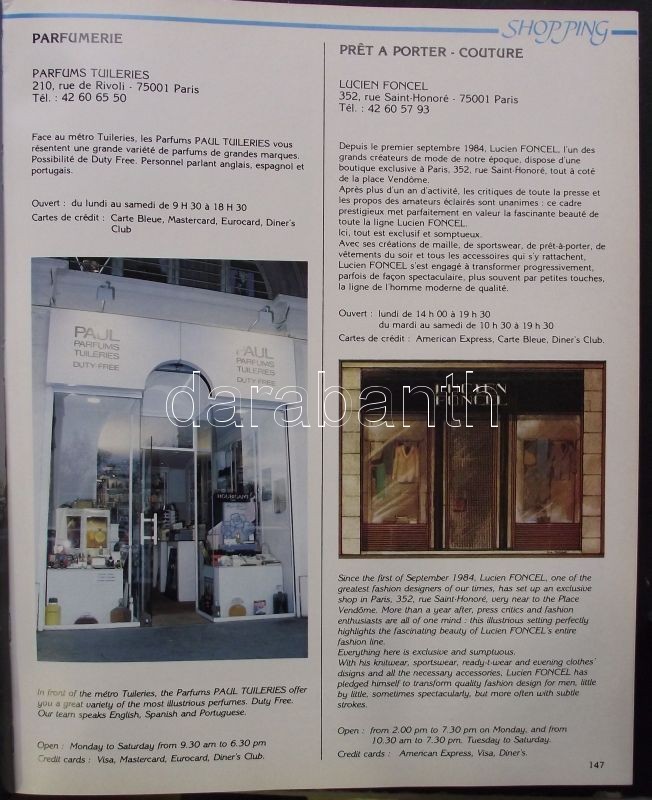 SHOPPING
PARFUMERIE
PARFUMS TUILERIES
210, rue de Rivoli - 75001 Paris
Tél. : 42 60 65 50
Face au métro Tuileries, les Parfums PAUL TUILERIES vous
résentent une grande variété de parfums de grandes marques.
Possibilité de Duty Free. Personnel parlant anglais, espagnol et
portugais.
Ouvert : du lundi au samedi de 9 H 30 à 18 H 30
Cartes de crédit : Carte Bleue, Mastercard, Eurocard, Diner's
Club
PAUL
PARFUMS
TUILERIES
DUTY-FREE
PAUL
PARFUMS
TUILERIES
DUTY-FREE
In front of the métro Tuileries, the Parfums PAUL TUILERIES offer
you a great variety of the most illustrious perfumes. Duty Free.
Our team speaks English, Spanish and Portuguese.
Open : Monday to Saturday from 9.30 am to 6.30 pm
Credit cards : Visa, Mastercard, Eurocard, Diner's Club.
PRÊT A PORTER - COUTURE
LUCIEN FONCEL
352, rue Saint-Honoré - 75001 Paris
Tél. : 42 60 57 93
Depuis le premier septembre 1984, Lucien FONCEL, l'un des
grands créateurs de mode de notre époque, dispose d'une
boutique exclusive à Paris, 352, rue Saint-Honoré, tout à coté
de la place Vendôme.
Après plus d'un an d'activité, les critiques de toute la presse et
les propos des amateurs éclairés sont unanimes : ce cadre
prestigieux met parfaitement en valeur la fascinante beauté de
toute la ligne Lucien FONCEL.
Ici, tout est exclusif et somptueux.
Avec ses créations de maille, de sportswear, de prêt-à-porter, de
vêtements du soir et tous les accessoires qui s'y rattachent,
Lucien FONCEL s'est engagé à transformer progressivement,
parfois de façon spectaculaire, plus souvent par petites touches,
la ligne de l'homme moderne de qualité.
Ouvert : lundi de 14 h 00 à 19 h 30
du mardi au samedi de 10 h 30 à 19 h 30
Cartes de crédit : American Express, Carte Bleue, Diner's Club.
LUCIEN
FONCEL
darabanth
Since the first of September 1984, Lucien FONCEL, one of the
greatest fashion designers of our times, has set up an exclusive
shop in Paris, 352, rue Saint-Honoré, very near to the Place
Vendôme. More than a year after, press critics and fashion
enthusiasts are all of one mind : this illustrious setting perfectly
highlights the fascinating beauty of Lucien FONCEL's entire
fashion line.
Everything here is exclusive and sumptuous.
With his knitwear, sportswear, ready-t-wear and evening clothes'
disigns and all the necessary accessories, Lucien FONCEL has
pledged himself to transform quality fashion design for men, little
by little, sometimes spectacularly, but more often with subtle
strokes.
Open : from 2.00 pm to 7.30 pm on Monday, and from
10.30 am to 7.30 pm. Tuesday to Saturday.
Credit cards : American Express, Visa, Diner's.
147